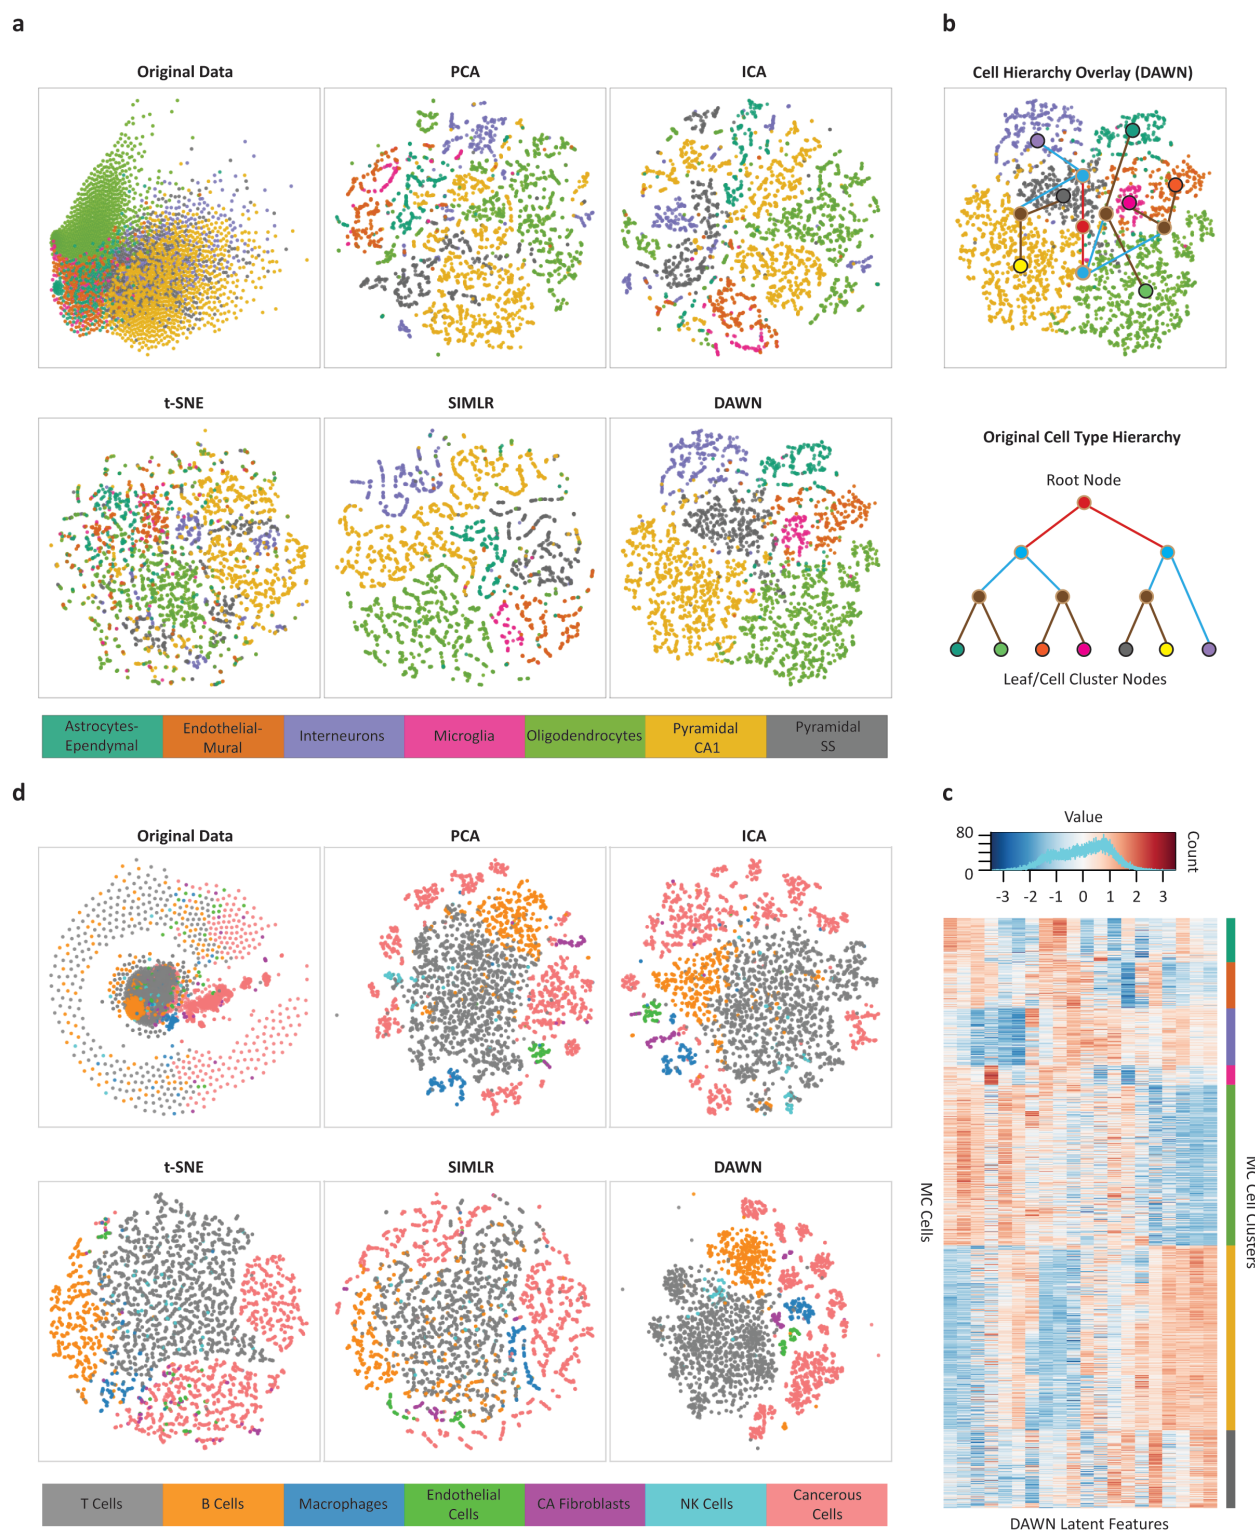 a
b
Original Data
PCA
ICA
Cell Hierarchy Overlay (DAWN)
t-SNE
SIMLR
DAWN
Original Cell Type Hierarchy
Root Node
Leaf/Cell Cluster Nodes
Astrocytes-
Ependymal
Endothelial-
Mural
Interneurons
Microglia
Oligodendrocytes
Pyramidal
CA1
Pyramidal
SS
d
c
Original Data
PCA
ICA
Value
80
0
Count
-3 -2 -1 0 1 2 3
t-SNE
SIMLR
DAWN
MC Cells
MC Cell Clusters
DAWN Latent Features
T Cells
B Cells
Macrophages
Endothelial
Cells
CA Fibroblasts
NK Cells
Cancerous
Cells